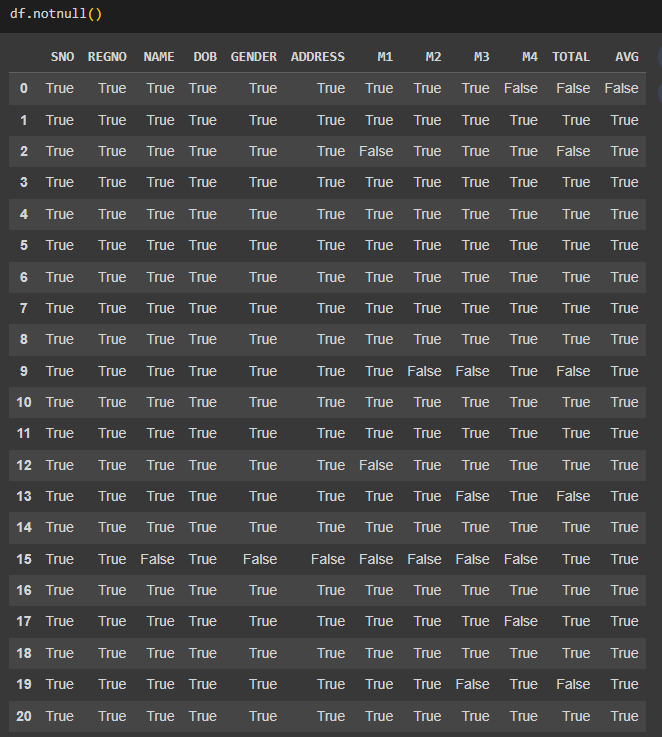 df.notnull()
SNO REGNO NAME DOB GENDER ADDRESS M1 M2 M3 M4 TOTAL AVG
0 True True True True True True True True True False False False
1 True True True True True True True True True True True True
2 True True True True True True False True True True False True
3 True True True True True True True True True True True True
4 True True True True True True True True True True True True
5 True True True True True True True True True True True True
6 True True True True True True True True True True True True
7 True True True True True True True True True True True True
8 True True True True True True True True True True True True
9 True True True True True True True False False True False True
10 True True True True True True True True True True True True
11 True True True True True True True True True True True True
12 True True True True True True False True True True True True
13 True True True True True True True True False True False True
14 True True True True True True True True True True True True
15 True True False True False False False False False False True True
16 True True True True True True True True True True True True
17 True True True True True True True True True False True True
18 True True True True True True True True True True True True
19 True True True True True True True True False True False True
20 True True True True True True True True True True True True